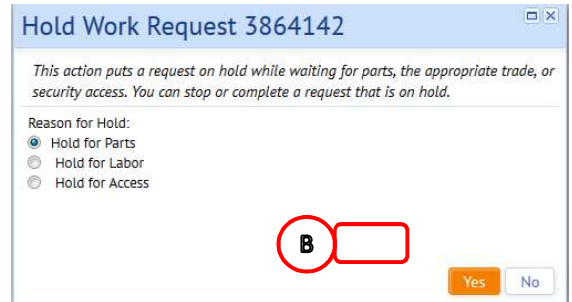 Hold Work Request 3864142
This action puts a request on hold while waiting for parts, the appropriate trade, or
security access. You can stop or complete a request that is on hold.
Reason for Hold:
Hold for Parts
Hold for Labor
Hold for Access
B
Yes No